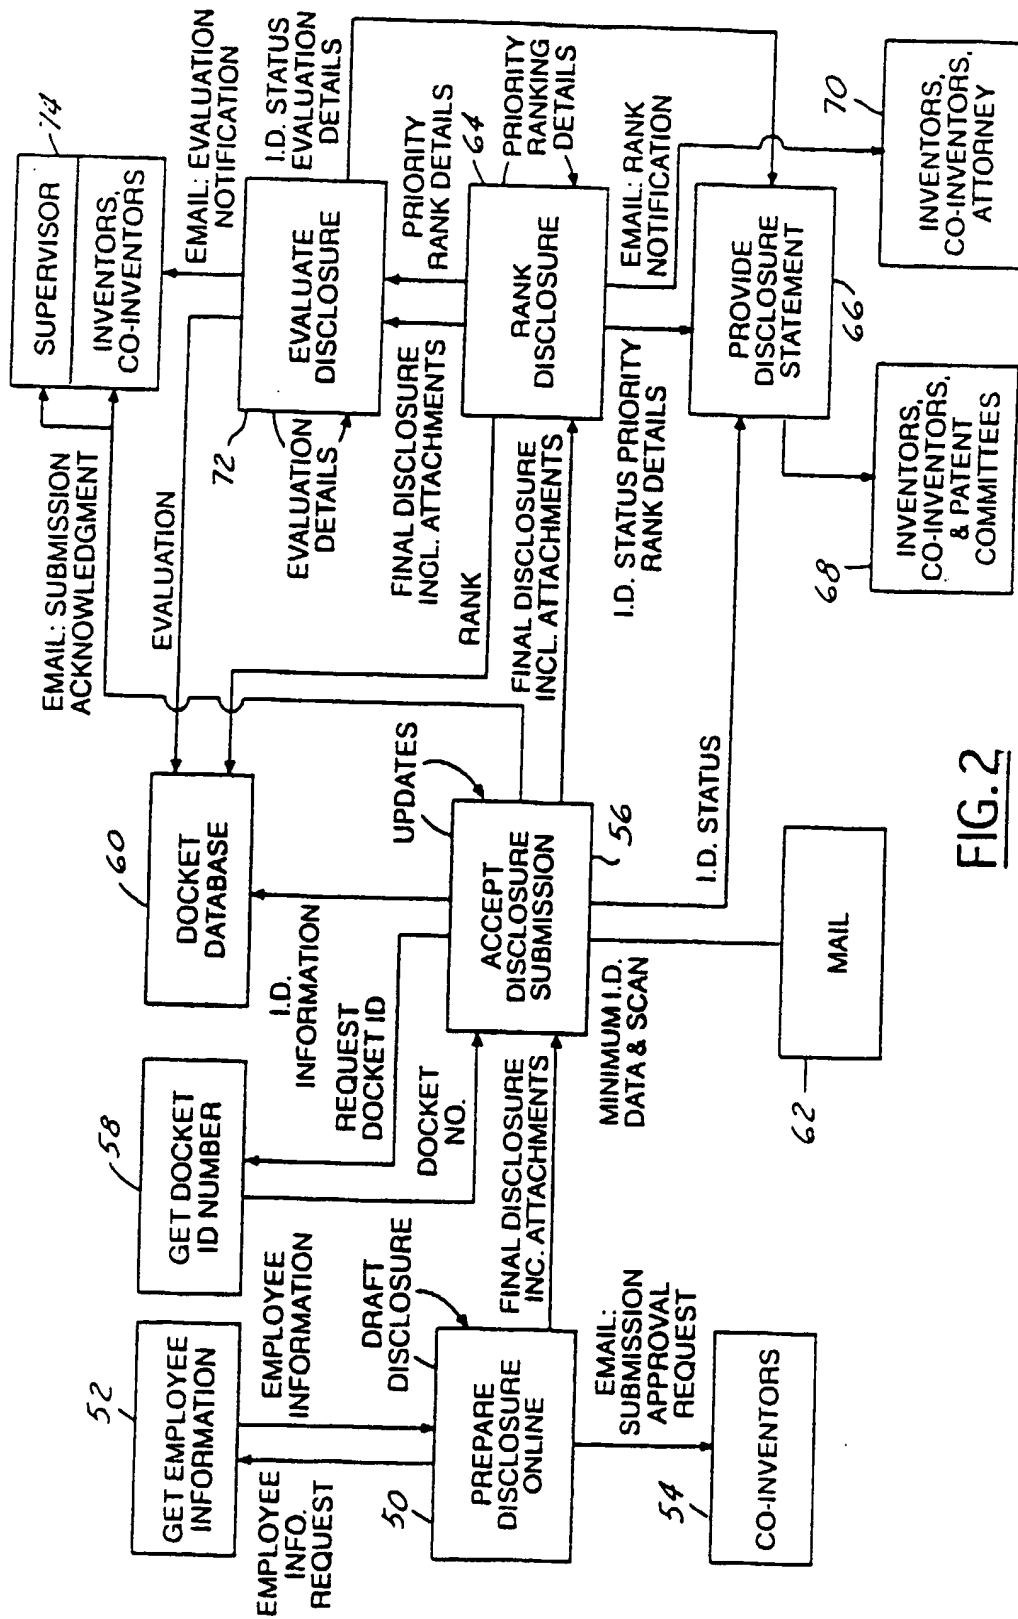 52
GET EMPLOYEE
INFORMATION
58
GET DOCKET
ID NUMBER
60
DOCKET
DATABASE
EMAIL: SUBMISSION
ACKNOWLEDGMENT
EVALUATION
74
SUPERVISOR
INVENTORS,
CO-INVENTORS
EMAIL: EVALUATION
NOTIFICATION
EMPLOYEE
INFO.
REQUEST
EMPLOYEE
INFORMATION
REQUEST
DOCKET ID
DOCKET
NO.
I.D.
INFORMATION
72
EVALUATE
DISCLOSURE
I.D. STATUS
EVALUATION
DETAILS
EVALUATION
DETAILS
FINAL DISCLOSURE
INCL. ATTACHMENTS
PRIORITY
RANK DETAILS
DRAFT
DISCLOSURE
UPDATES
RANK
64
PRIORITY
RANKING
DETAILS
50
PREPARE
DISCLOSURE
ONLINE
FINAL DISCLOSURE
INC. ATTACHMENTS
ACCEPT
DISCLOSURE
SUBMISSION
56
FINAL DISCLOSURE
INCL. ATTACHMENTS
RANK
DISCLOSURE
EMAIL: RANK
NOTIFICATION
EMAIL:
SUBMISSION
APPROVAL
REQUEST
MINIMUM I.D.
DATA & SCAN
I.D. STATUS
I.D. STATUS PRIORITY
RANK DETAILS
PROVIDE
DISCLOSURE
STATEMENT
66
54
CO-INVENTORS
62
MAIL
68
INVENTORS,
CO-INVENTORS,
& PATENT
COMMITTEES
70
INVENTORS,
CO-INVENTORS,
ATTORNEY
FIG. 2